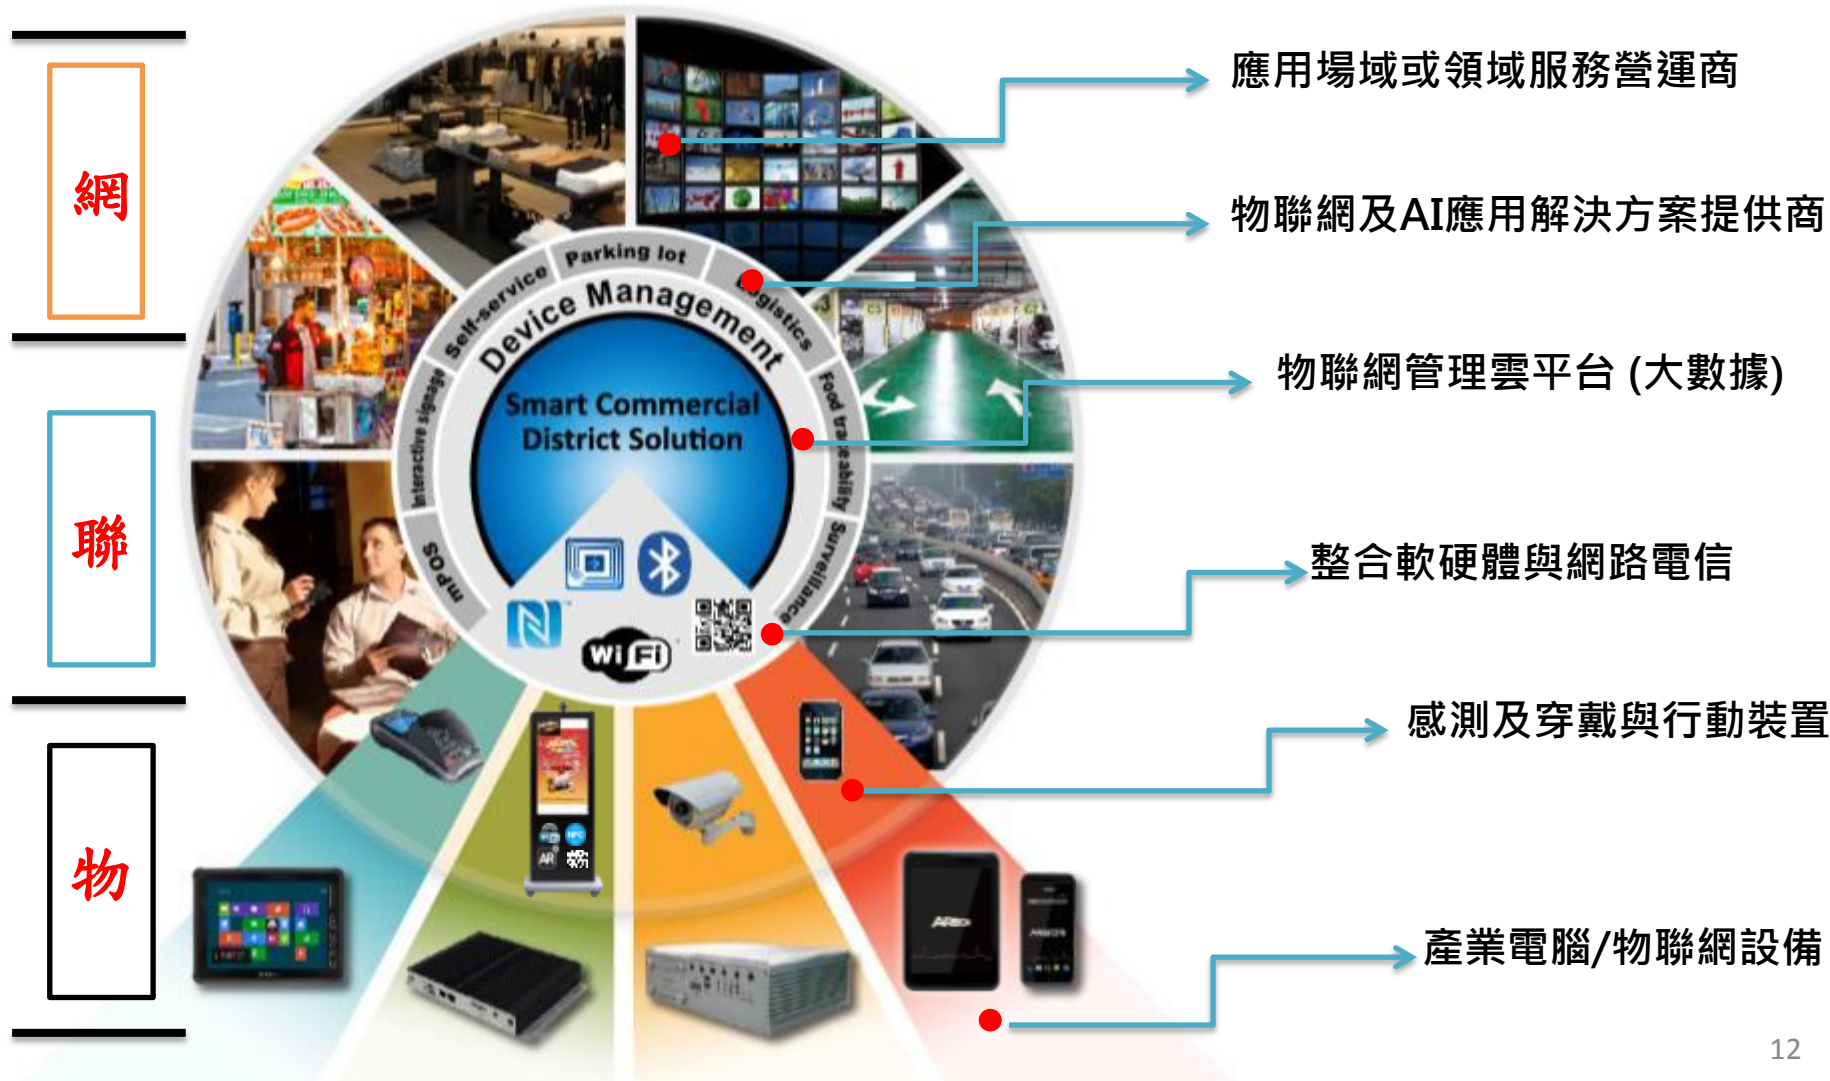 網
聯
物
應用場域或領域服務營運商
物聯網及AI應用解決方案提供商
物聯網管理雲平台 (大數據)
整合軟硬體與網路電信
感測及穿戴與行動裝置
產業電腦/物聯網設備
mPOS
Interactive signage
Self-service
Parking lot
Logistics
Food traceability
Surveillance
Device Management
Smart Commercial
District Solution
WiFi
NFC
AR
12